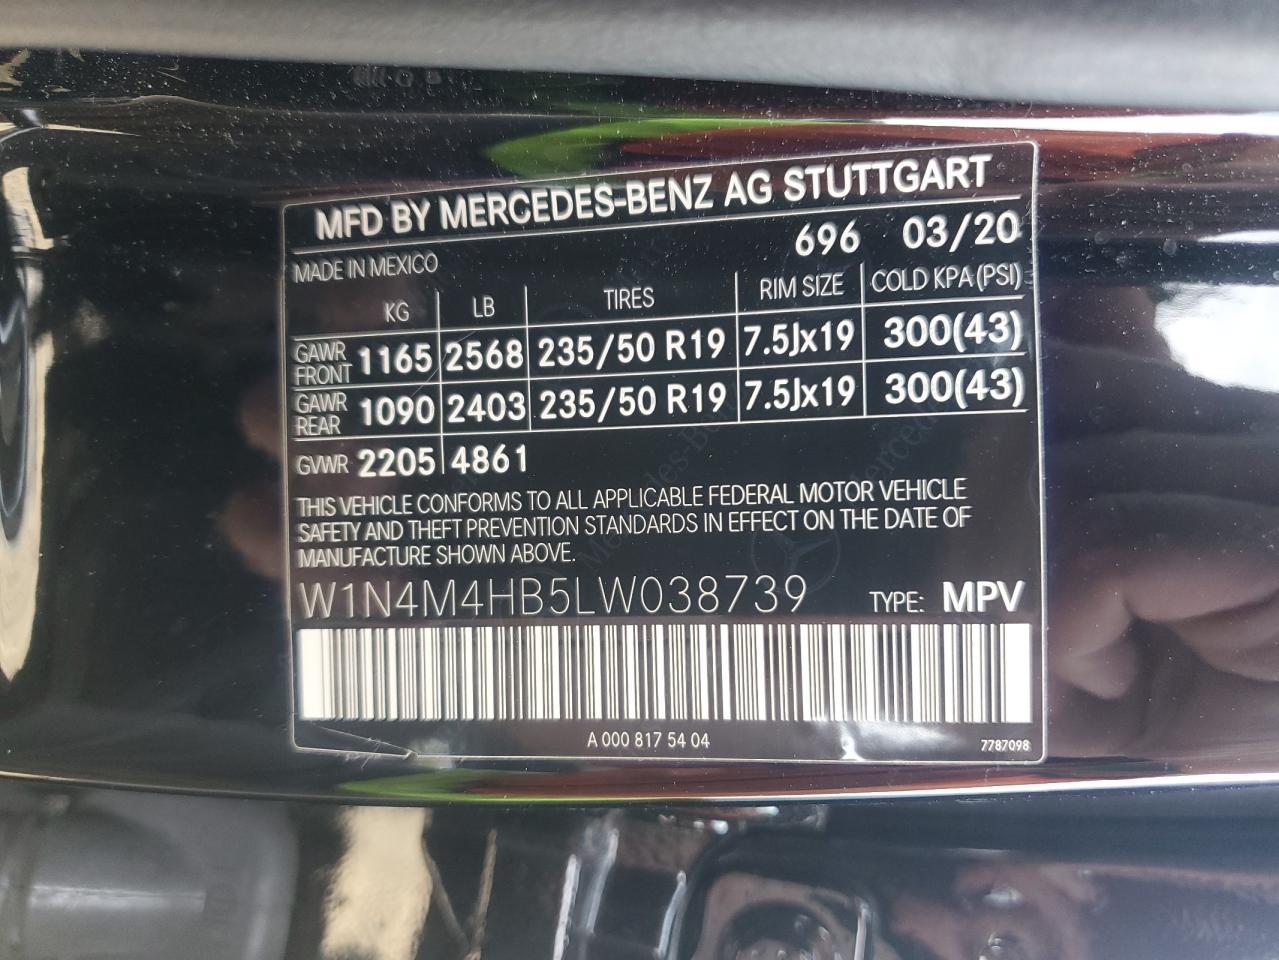 MFD BY MERCEDES-BENZ AG STUTTGART
696 03/20
MADE IN MEXICO
KG LB TIRES RIM SIZE COLD KPA (PSI)
GAWR FRONT 1165 2568 235/50 R19 7.5Jx19 300(43)
GAWR REAR 1090 2403 235/50 R19 7.5Jx19 300(43)
GVWR 2205 4861
THIS VEHICLE CONFORMS TO ALL APPLICABLE FEDERAL MOTOR VEHICLE
SAFETY AND THEFT PREVENTION STANDARDS IN EFFECT ON THE DATE OF
MANUFACTURE SHOWN ABOVE.
W1N4M4HB5LW038739 TYPE: MPV
A 000 817 54 04
7787098